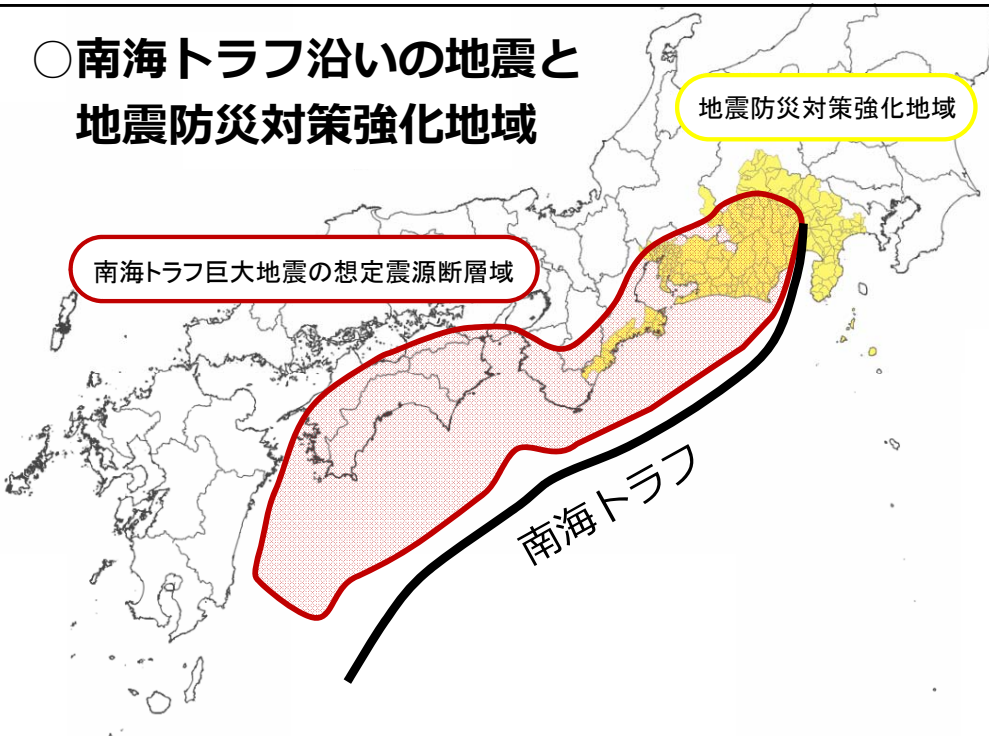 ○南海トラフ沿いの地震と
地震防災対策強化地域
地震防災対策強化地域
南海トラフ巨大地震の想定震源断層域
南海トラフ